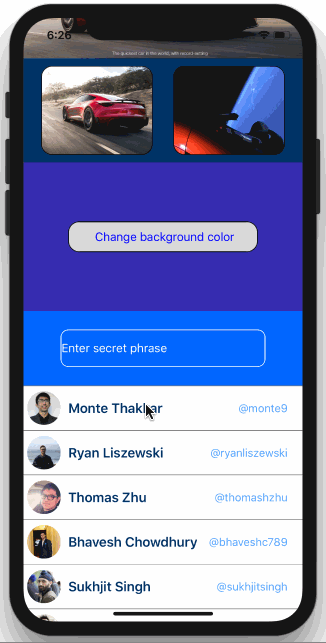 6:26
The quickest car in the world, with record-setting
Change background color
Enter secret phrase
Monte Thakkar
@monte9
Ryan Liszewski
@ryanliszewski
Thomas Zhu
@thomashzhu
Bhavesh Chowdhury
@bhaveshc789
Sukhjit Singh
@sukhjitsingh